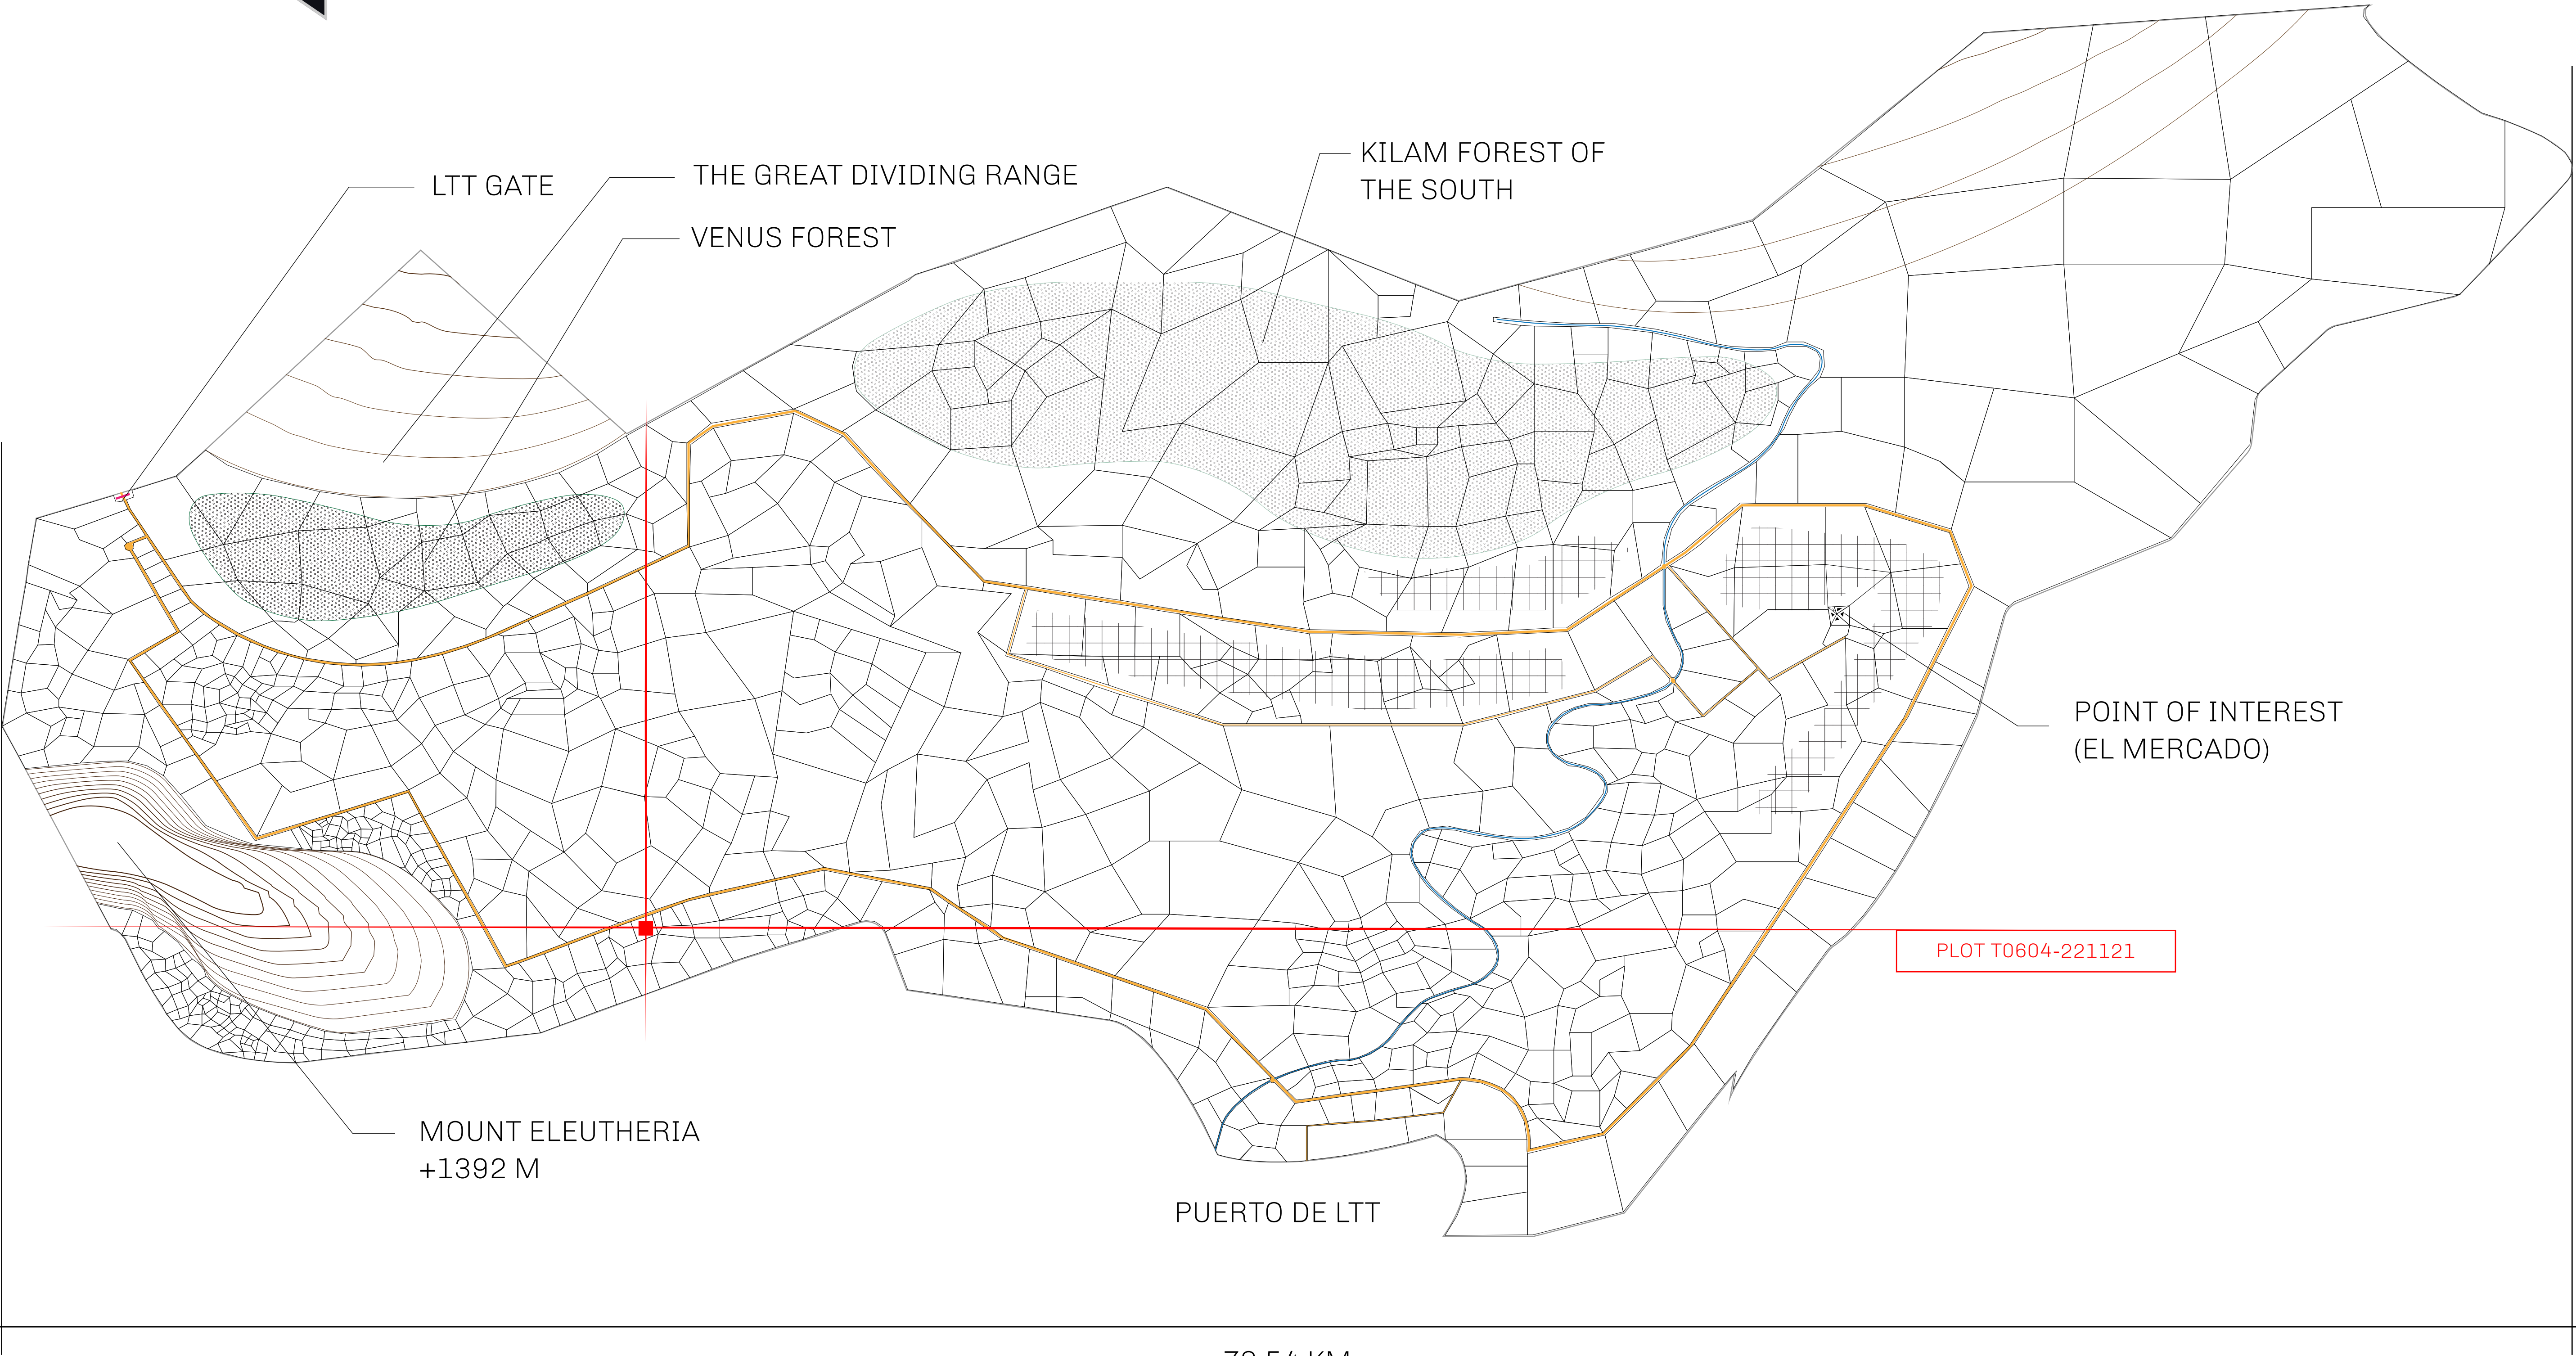 KILAM FOREST OF
THE SOUTH
THE GREAT DIVIDING RANGE
LTT GATE
VENUS FOREST
POINT OF INTEREST
(EL MERCADO)
PLOT T0604-221121
MOUNT ELEUTHERIA
+1392 M
PUERTO DE LTT
KM